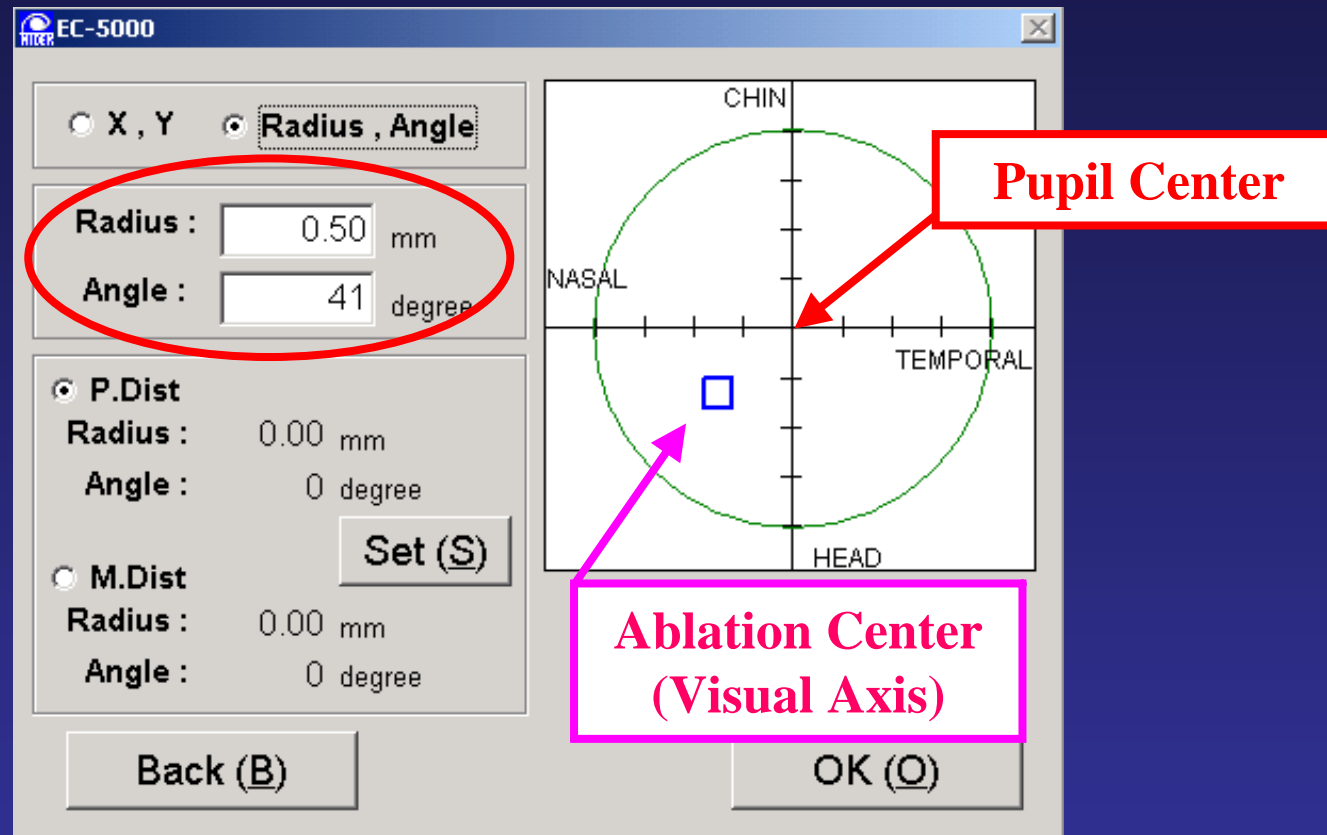 NIDEK
EC-5000
X , Y
Radius , Angle
Radius : 0.50 mm
Angle : 41 degree
P.Dist
Radius : 0.00 mm
Angle : 0 degree
Set (S)
M.Dist
Radius : 0.00 mm
Angle : 0 degree
Back (B)
CHIN
NASAL
TEMPORAL
HEAD
Pupil Center
Ablation Center
(Visual Axis)
OK (O)